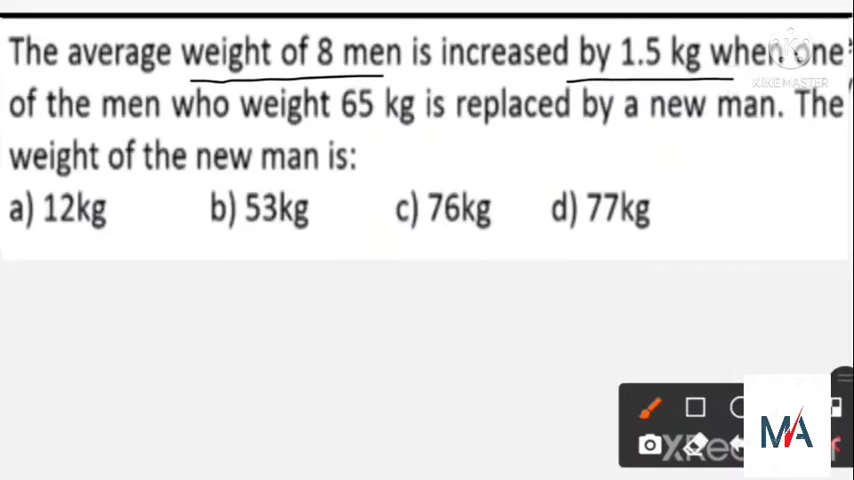 The average weight of 8 men is increased by 1.5 kg when one
KINEMASTER
of the men who weight 65 kg is replaced by a new man. The
weight of the new man is:
a) 12kg b) 53kg c) 76kg d) 77kg
MA